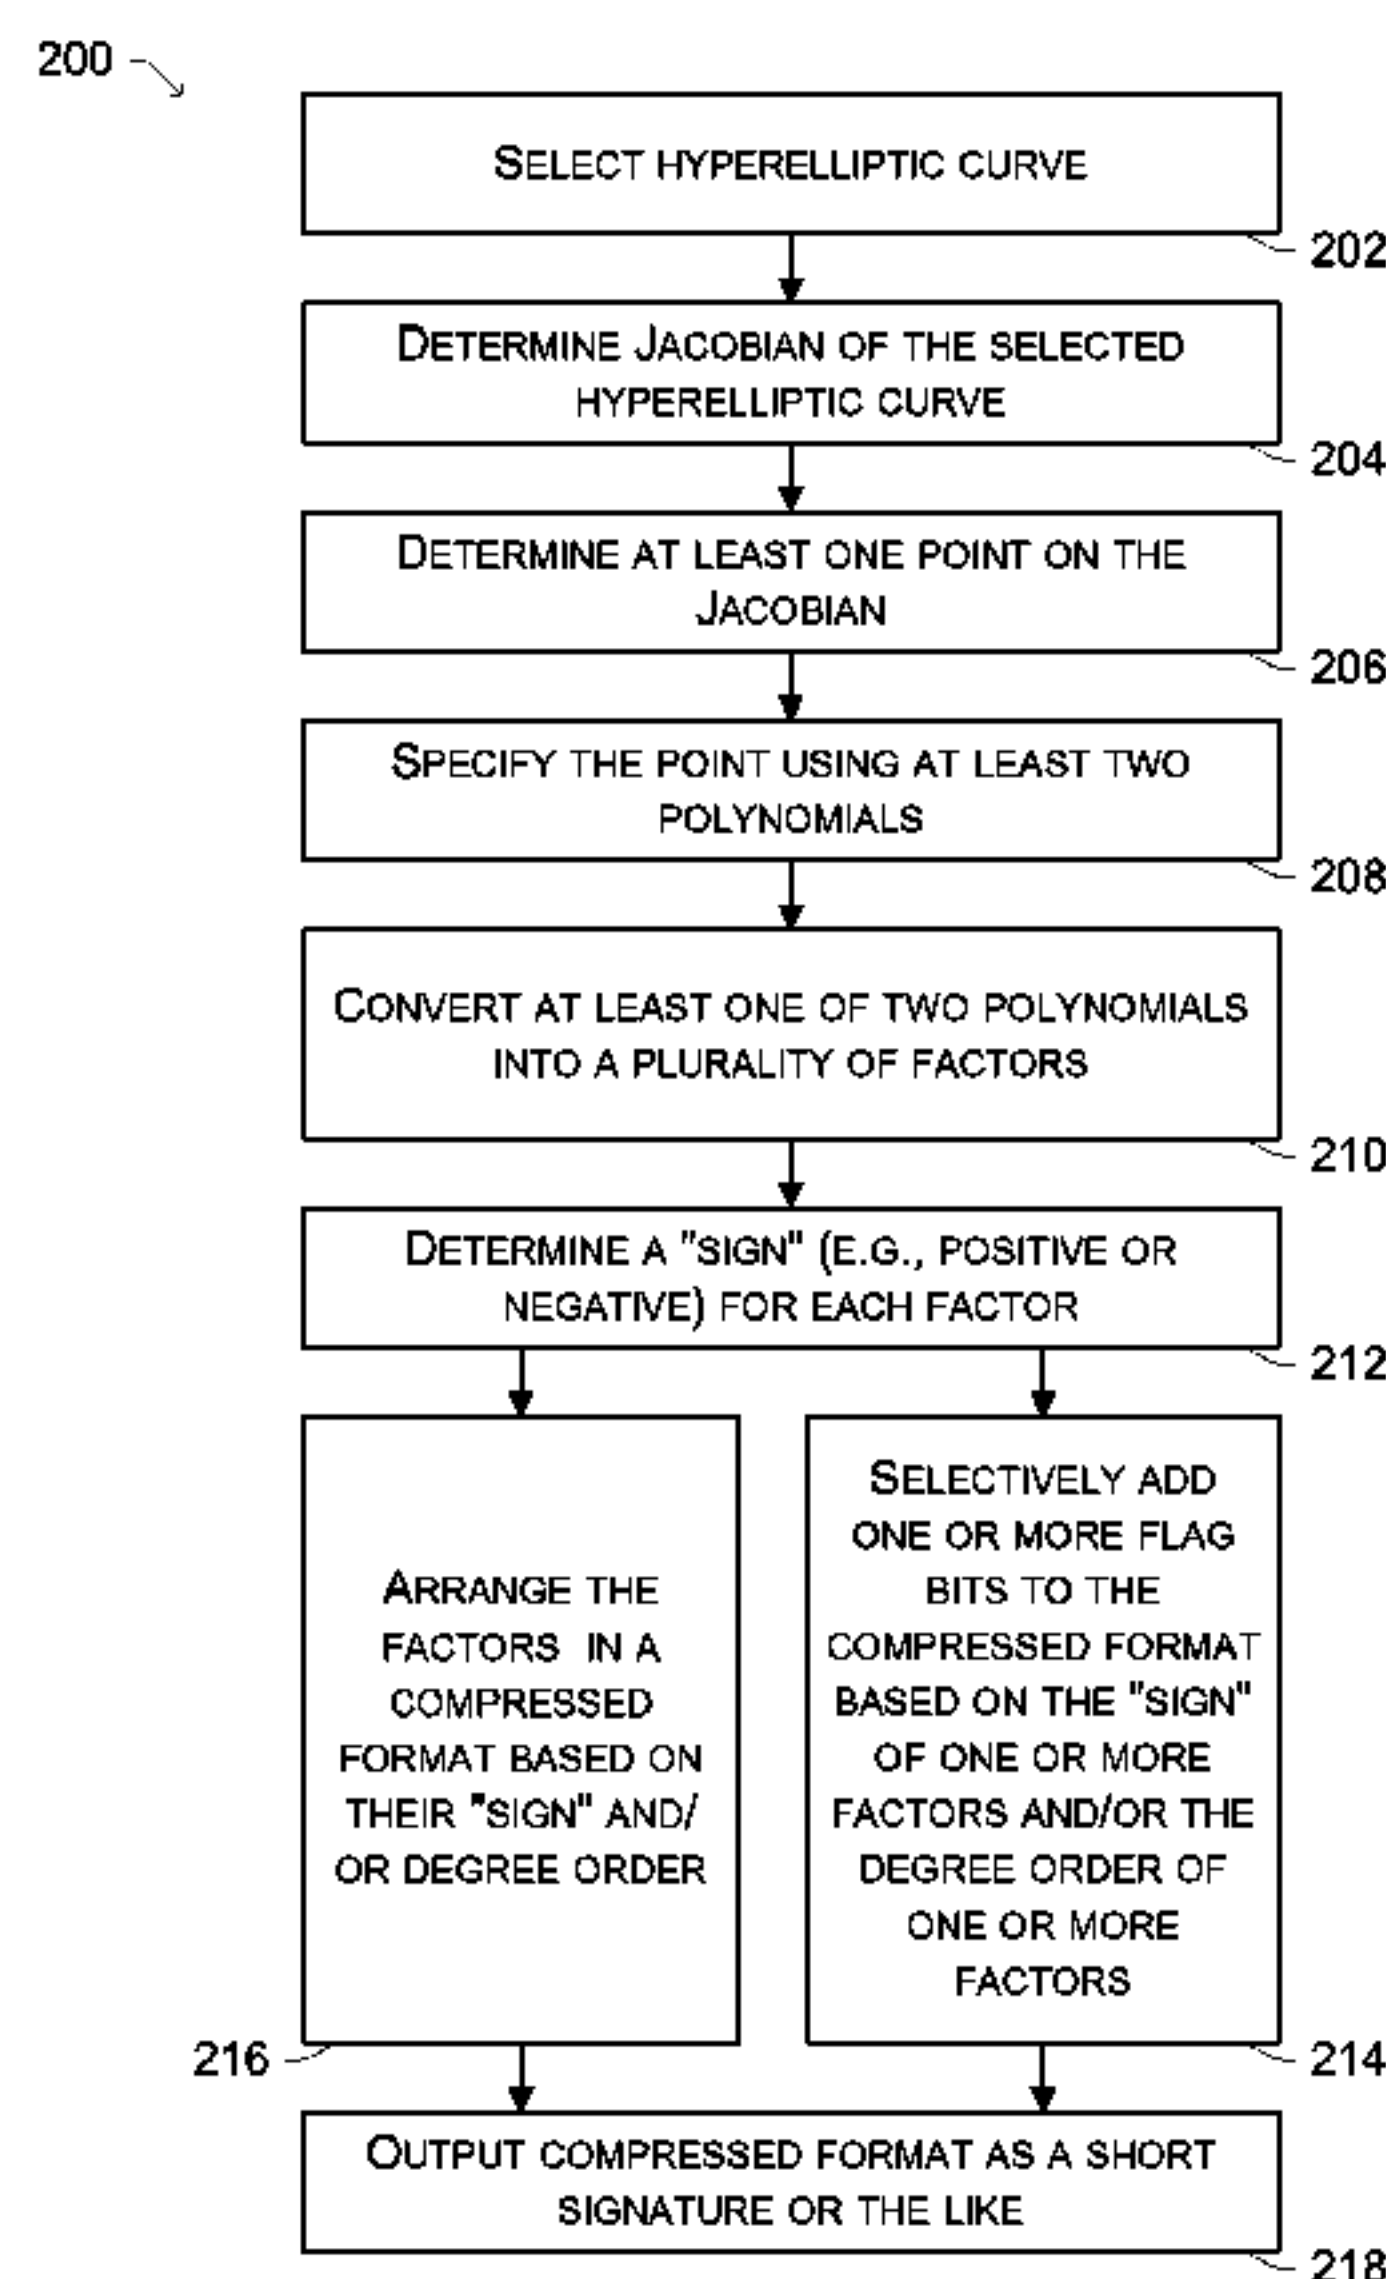 200
SELECT HYPERELLIPTIC CURVE
202
DETERMINE JACOBIAN OF THE SELECTED
HYPERELLIPTIC CURVE
204
DETERMINE AT LEAST ONE POINT ON THE
JACOBIAN
206
SPECIFY THE POINT USING AT LEAST TWO
POLYNOMIALS
208
CONVERT AT LEAST ONE OF TWO POLYNOMIALS
INTO A PLURALITY OF FACTORS
210
DETERMINE A "SIGN" (E.G., POSITIVE OR
NEGATIVE) FOR EACH FACTOR
212
ARRANGE THE
FACTORS IN A
COMPRESSED
FORMAT BASED ON
THEIR "SIGN" AND/
OR DEGREE ORDER
216
SELECTIVELY ADD
ONE OR MORE FLAG
BITS TO THE
COMPRESSED FORMAT
BASED ON THE "SIGN"
OF ONE OR MORE
FACTORS AND/OR THE
DEGREE ORDER OF
ONE OR MORE
FACTORS
214
OUTPUT COMPRESSED FORMAT AS A SHORT
SIGNATURE OR THE LIKE
218